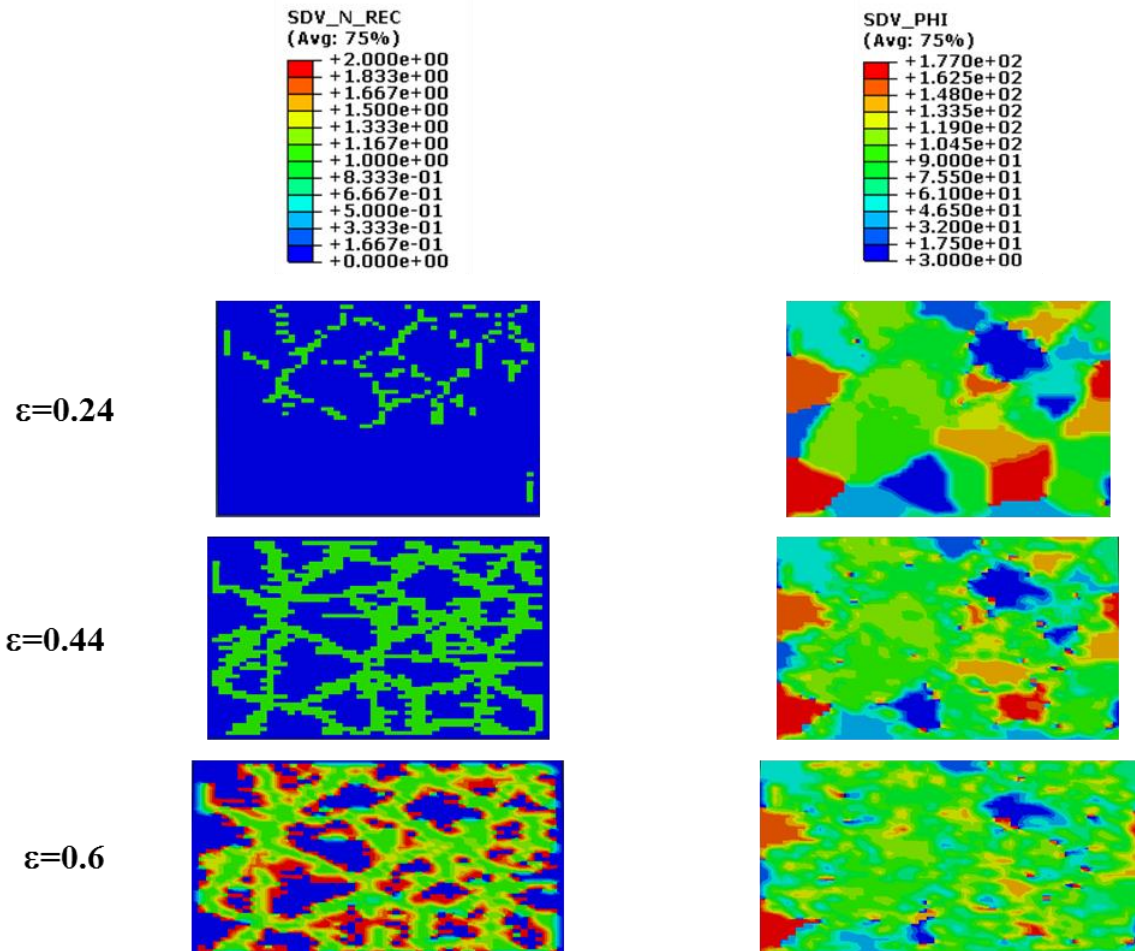 SDV_N_REC
(Avg: 75%)
+2.000e+00
+1.833e+00
+1.667e+00
+1.500e+00
+1.333e+00
+1.167e+00
+1.000e+00
+8.333e-01
+6.667e-01
+5.000e-01
+3.333e-01
+1.667e-01
+0.000e+00
SDV_PHI
(Avg: 75%)
+1.770e+02
+1.625e+02
+1.480e+02
+1.335e+02
+1.190e+02
+1.045e+02
+9.000e+01
+7.550e+01
+6.100e+01
+4.650e+01
+3.200e+01
+1.750e+01
+3.000e+00
ε=0.24
ε=0.44
ε=0.6